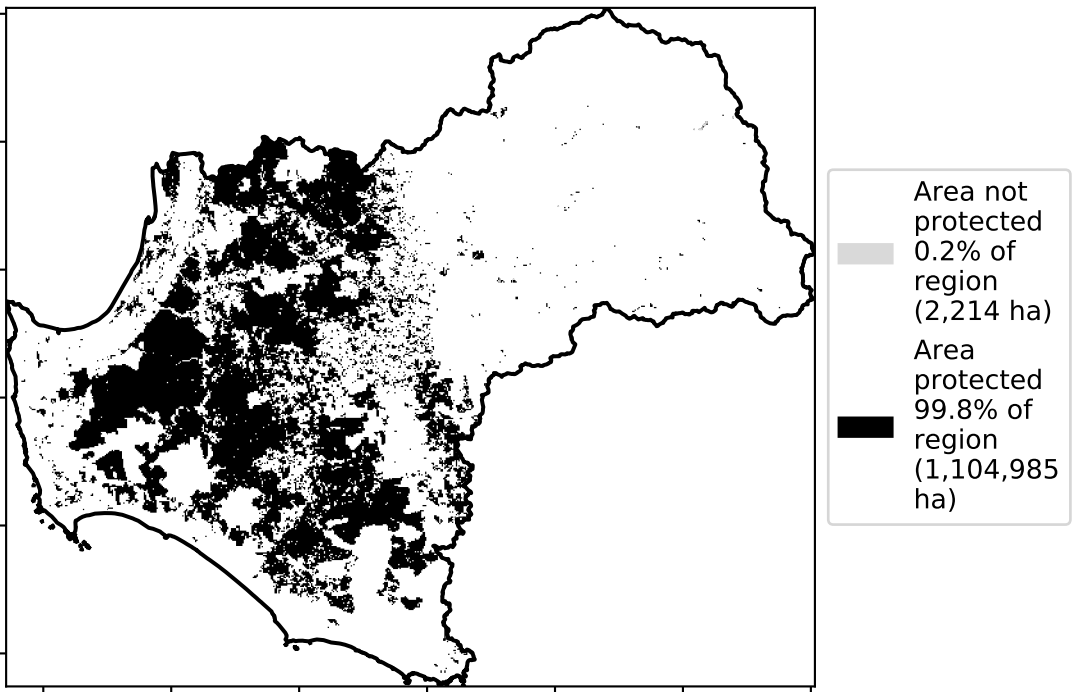 Area not
protected
0.2% of
region
(2,214 ha)
Area
protected
99.8% of
region
(1,104,985
ha)